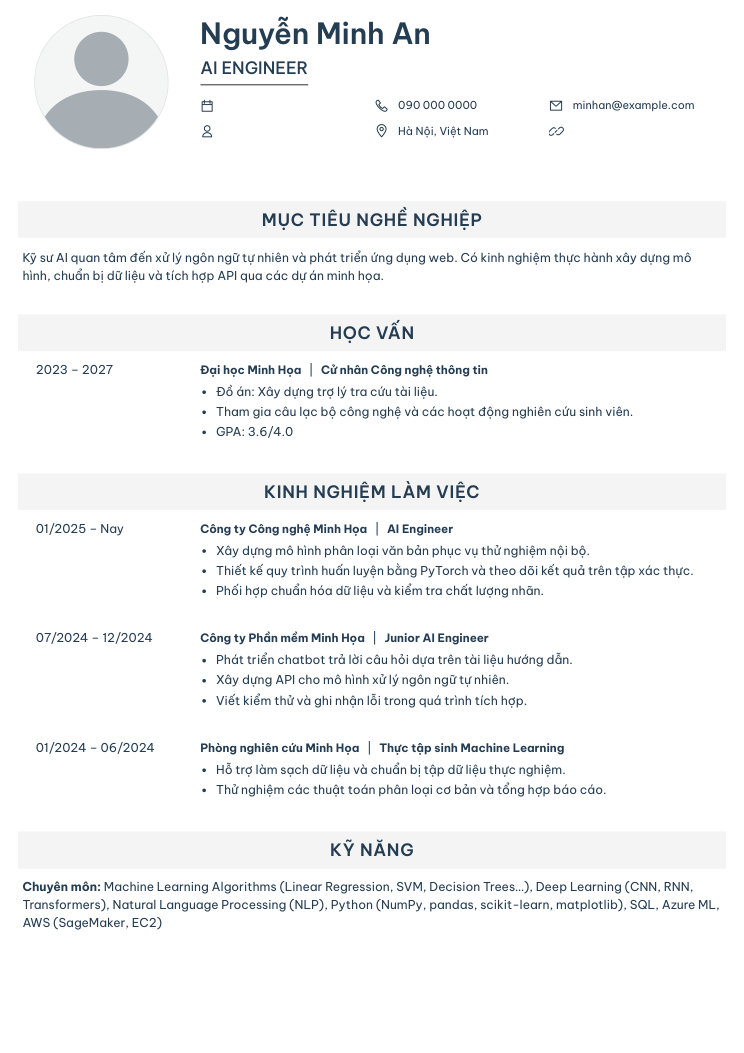 Nguyễn Minh An
AI ENGINEER
090 000 0000
minhan@example.com
Hà Nội, Việt Nam
MỤC TIÊU NGHỀ NGHIỆP
Kỹ sư AI quan tâm đến xử lý ngôn ngữ tự nhiên và phát triển ứng dụng web. Có kinh nghiệm thực hành xây dựng mô
hình, chuẩn bị dữ liệu và tích hợp API qua các dự án minh họa.
HỌC VẤN
2023 – 2027
Đại học Minh Họa | Cử nhân Công nghệ thông tin
• Đồ án: Xây dựng trợ lý tra cứu tài liệu.
• Tham gia câu lạc bộ công nghệ và các hoạt động nghiên cứu sinh viên.
• GPA: 3.6/4.0
KINH NGHIỆM LÀM VIỆC
01/2025 – Nay
Công ty Công nghệ Minh Họa | AI Engineer
• Xây dựng mô hình phân loại văn bản phục vụ thử nghiệm nội bộ.
• Thiết kế quy trình huấn luyện bằng PyTorch và theo dõi kết quả trên tập xác thực.
• Phối hợp chuẩn hóa dữ liệu và kiểm tra chất lượng nhãn.
07/2024 – 12/2024
Công ty Phần mềm Minh Họa | Junior AI Engineer
• Phát triển chatbot trả lời câu hỏi dựa trên tài liệu hướng dẫn.
• Xây dựng API cho mô hình xử lý ngôn ngữ tự nhiên.
• Viết kiểm thử và ghi nhận lỗi trong quá trình tích hợp.
01/2024 – 06/2024
Phòng nghiên cứu Minh Họa | Thực tập sinh Machine Learning
• Hỗ trợ làm sạch dữ liệu và chuẩn bị tập dữ liệu thực nghiệm.
• Thử nghiệm các thuật toán phân loại cơ bản và tổng hợp báo cáo.
KỸ NĂNG
Chuyên môn: Machine Learning Algorithms (Linear Regression, SVM, Decision Trees...), Deep Learning (CNN, RNN,
Transformers), Natural Language Processing (NLP), Python (NumPy, pandas, scikit-learn, matplotlib), SQL, Azure ML,
AWS (SageMaker, EC2)